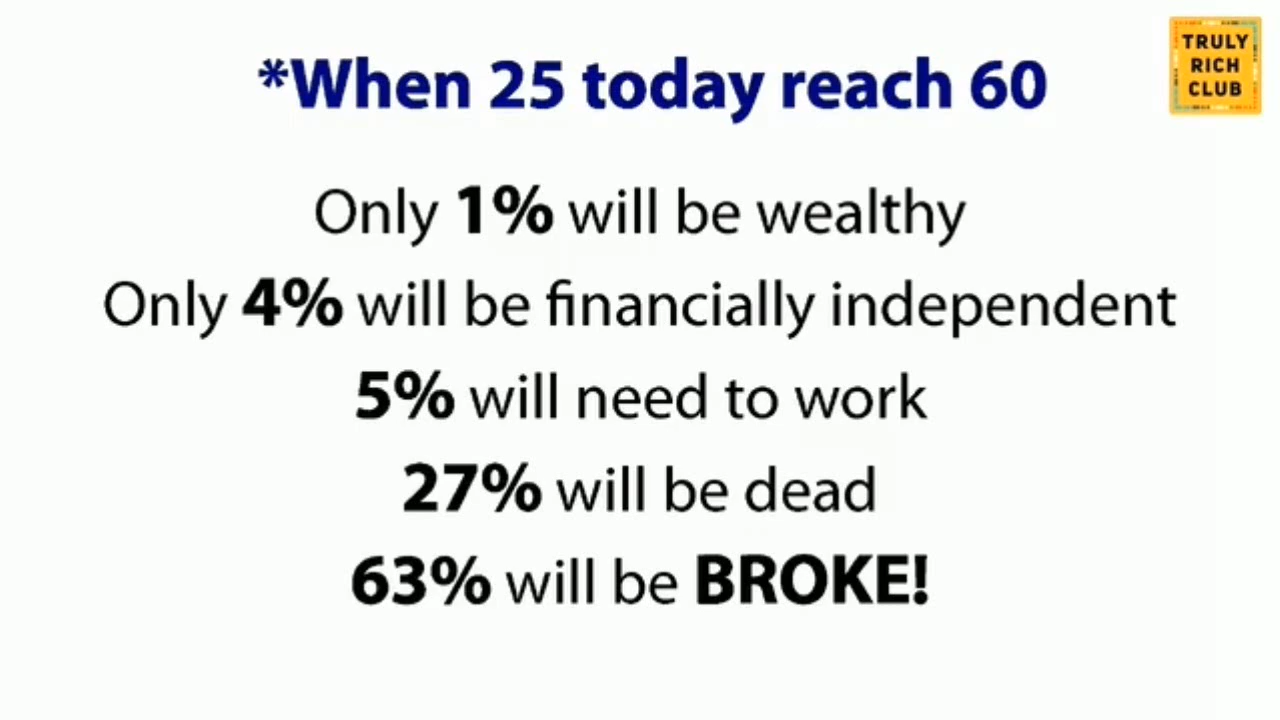 *When 25 today reach 60
TRULY
RICH
CLUB
Only 1% will be wealthy
Only 4% will be financially independent
5% will need to work
27% will be dead
63% will be BROKE!